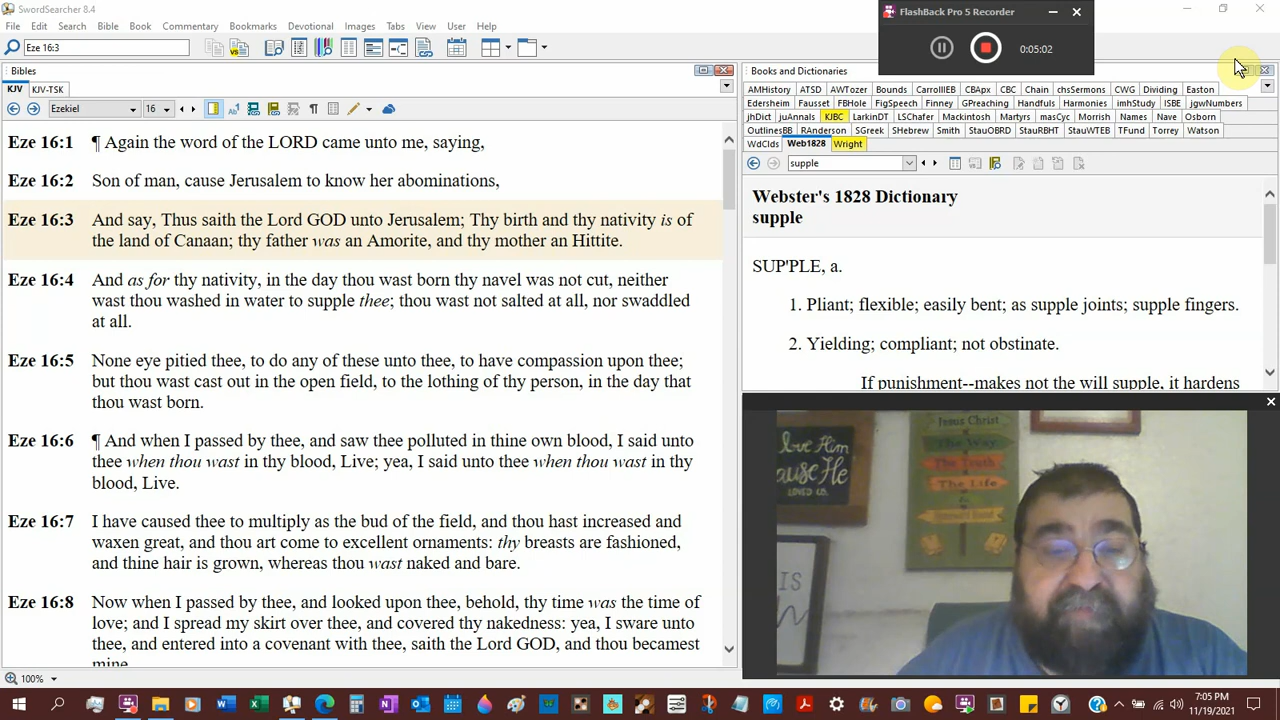 SwordSearcher 8.4
File Edit Search Bible Book Commentary Bookmarks Devotional Images Tabs View User Help
Eze 16:3
VS
FlashBack Pro 5 Recorder
0:05:02
Bibles
KJV KJV-TSK
Ezekiel 16
Eze 16:1 ¶ Again the word of the LORD came unto me, saying,
Eze 16:2 Son of man, cause Jerusalem to know her abominations,
Eze 16:3 And say, Thus saith the Lord GOD unto Jerusalem; Thy birth and thy nativity is of
the land of Canaan; thy father was an Amorite, and thy mother an Hittite.
Eze 16:4 And as for thy nativity, in the day thou wast born thy navel was not cut, neither
wast thou washed in water to supple thee; thou wast not salted at all, nor swaddled
at all.
Eze 16:5 None eye pitied thee, to do any of these unto thee, to have compassion upon thee;
but thou wast cast out in the open field, to the lothing of thy person, in the day that
thou wast born.
Eze 16:6 ¶ And when I passed by thee, and saw thee polluted in thine own blood, I said unto
thee when thou wast in thy blood, Live; yea, I said unto thee when thou wast in thy
blood, Live.
Eze 16:7 I have caused thee to multiply as the bud of the field, and thou hast increased and
waxen great, and thou art come to excellent ornaments: thy breasts are fashioned,
and thine hair is grown, whereas thou wast naked and bare.
Eze 16:8 Now when I passed by thee, and looked upon thee, behold, thy time was the time of
love; and I spread my skirt over thee, and covered thy nakedness: yea, I sware unto
thee, and entered into a covenant with thee, saith the Lord GOD, and thou becamest
mine.
100%
Books and Dictionaries
AMHistory ATSD AWTozer Bounds CarrollEB CBApx CBC Chain chsSermons CWG Dividing Easton
Edersheim Fausset FBHole FigSpeech Finney GPreaching Handfuls Harmonies imhStudy ISBE jgwNumbers
jhDict juAnnals KJBC LarkinDT LSChafer Mackintosh Martyrs masCyc Morrish Names Nave Osborn
OutlinesBB RAnderson SGreek SHebrew Smith StauOBRD StauRBHT StauWTEB TFund Torrey Watson
WdClds Web1828 Wright
supple
Webster's 1828 Dictionary
supple
SUP'PLE, a.
1. Pliant; flexible; easily bent; as supple joints; supple fingers.
2. Yielding; compliant; not obstinate.
If punishment--makes not the will supple, it hardens
love Him
cause He
LOVED US.
Jesus Christ
The Way
The Truth
The Life
IS
7:05 PM
11/19/2021